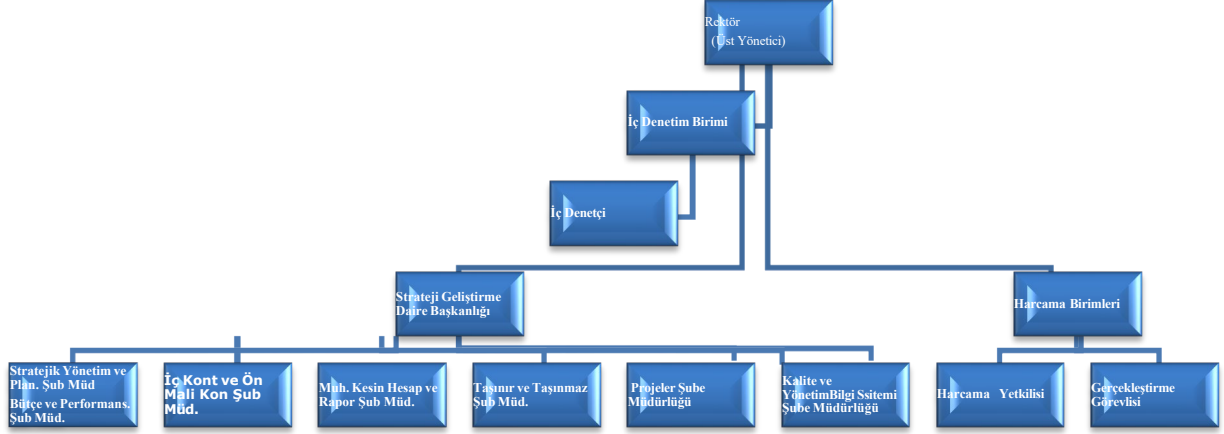 Rektör
(Üst Yönetici)
İç Denetim Birimi
İç Denetçi
Strateji Geliştirme
Daire Başkanlığı
Harcama Birimleri
Stratejik Yönetim ve
Plan. Şub Müd
Bütçe ve Performans.
Şub Müd.
İç Kont ve Ön
Mali Kon Şub
Müd.
Muh. Kesin Hesap ve
Rapor Şub Müd.
Taşınır ve Taşınmaz
Şub Müd.
Projeler Şube
Müdürlüğü
Kalite ve
YönetimBilgi Ssitemi
Şube Müdürlüğü
Harcama Yetkilisi
Gerçekleştirme
Görevlisi